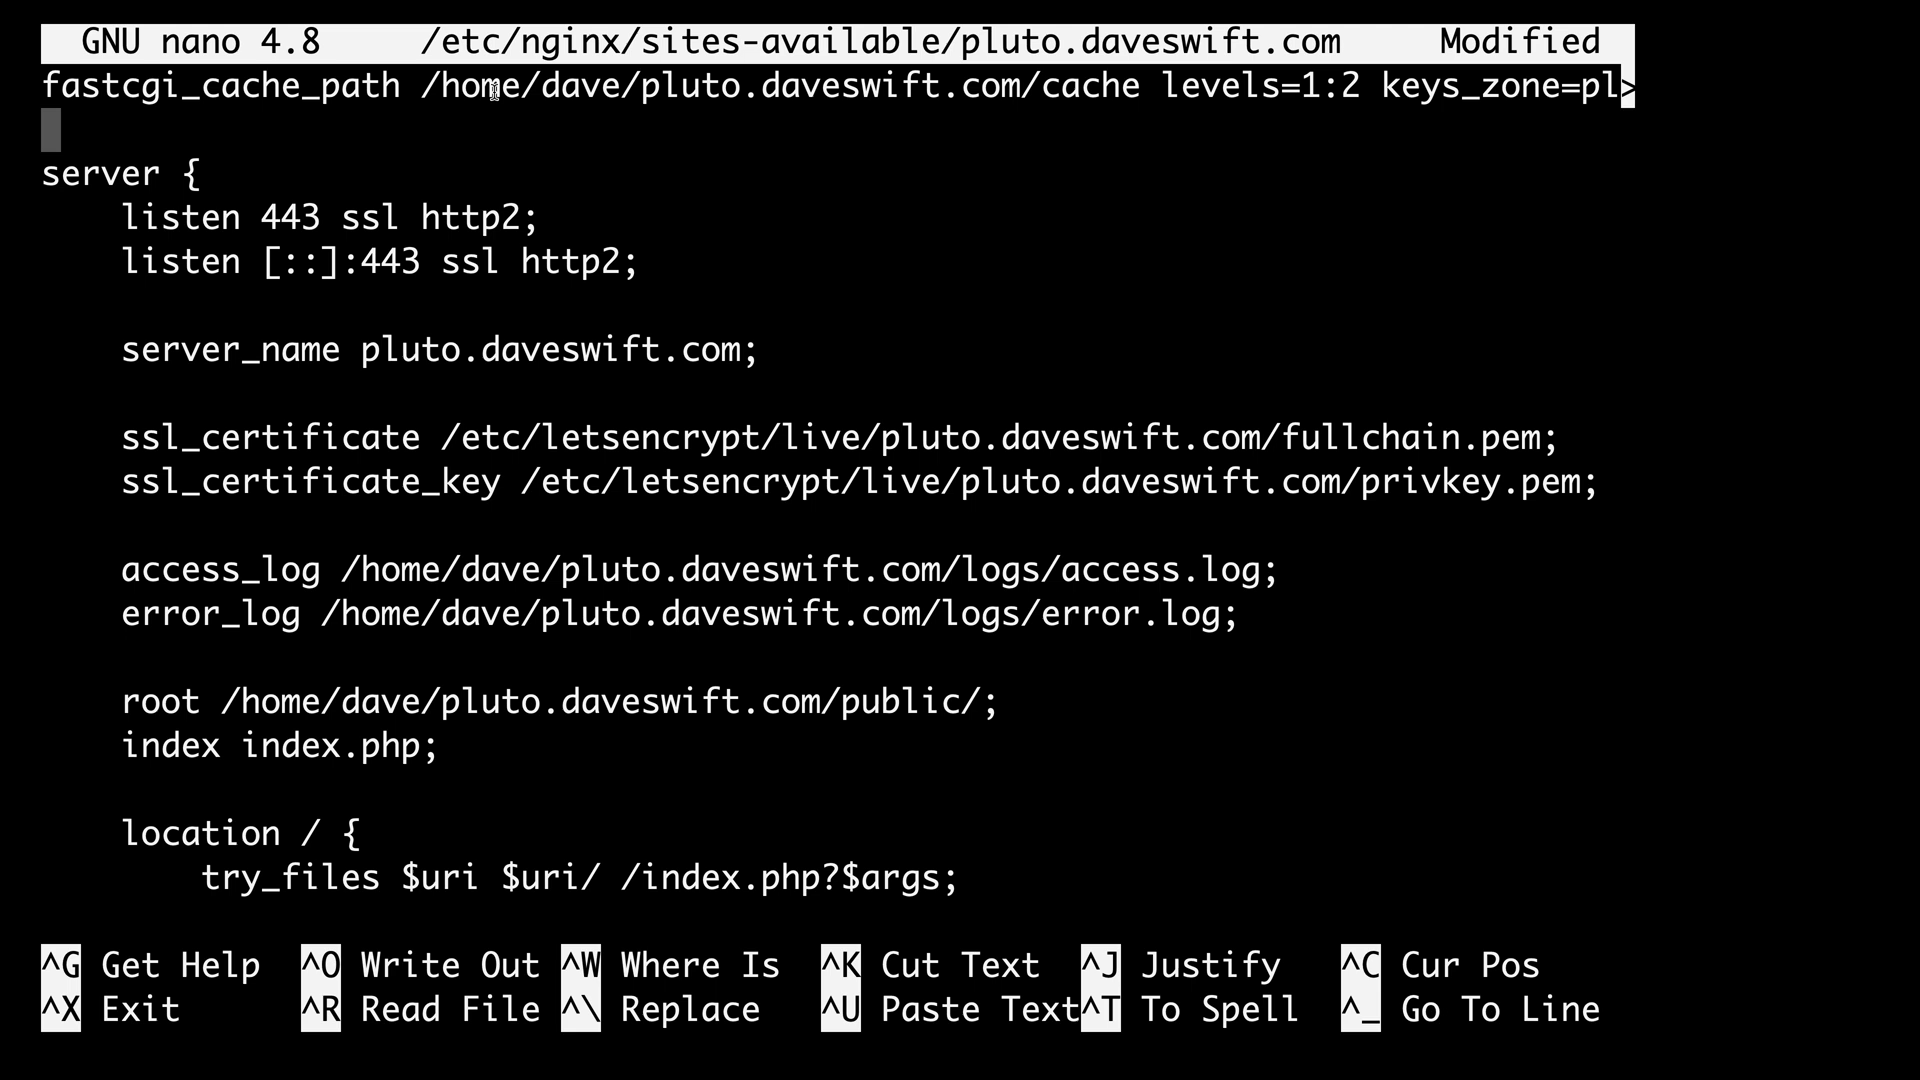 GNU nano 4.8 /etc/nginx/sites-available/pluto.daveswift.com Modified
fastcgi_cache_path /home/dave/pluto.daveswift.com/cache levels=1:2 keys_zone=pl>
server {
listen 443 ssl http2;
listen [::]:443 ssl http2;
server_name pluto.daveswift.com;
ssl_certificate /etc/letsencrypt/live/pluto.daveswift.com/fullchain.pem;
ssl_certificate_key /etc/letsencrypt/live/pluto.daveswift.com/privkey.pem;
access_log /home/dave/pluto.daveswift.com/logs/access.log;
error_log /home/dave/pluto.daveswift.com/logs/error.log;
root /home/dave/pluto.daveswift.com/public/;
index index.php;
location / {
try_files $uri $uri/ /index.php?$args;
^G Get Help ^O Write Out ^W Where Is ^K Cut Text ^J Justify ^C Cur Pos
^X Exit ^R Read File ^\ Replace ^U Paste Text ^T To Spell ^_ Go To Line